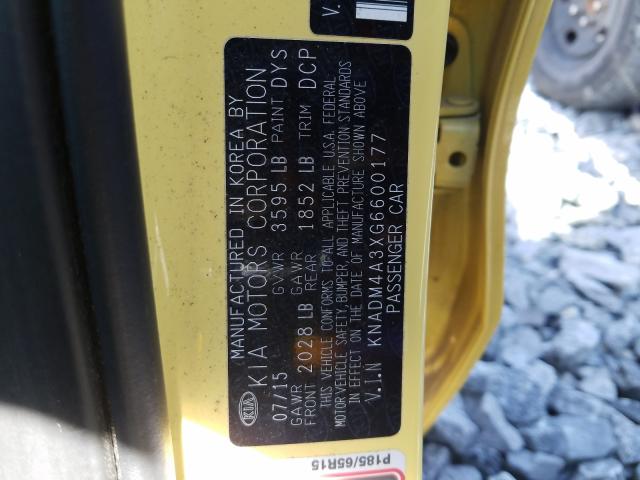 MANUFACTURED IN KOREA BY
KIA KIA MOTORS CORPORATION
07/15 GVWR 3595 LB PAINT DYS
GAWR FRONT 2028 LB GAWR REAR 1852 LB TRIM DCP
THIS VEHICLE CONFORMS TO ALL APPLICABLE U.S.A. FEDERAL
MOTOR VEHICLE SAFETY, BUMPER, AND THEFT PREVENTION STANDARDS
IN EFFECT ON THE DATE OF MANUFACTURE SHOWN ABOVE
V.I.N KNADM4A3XG6600177
PASSENGER CAR
V.
P185/65R15